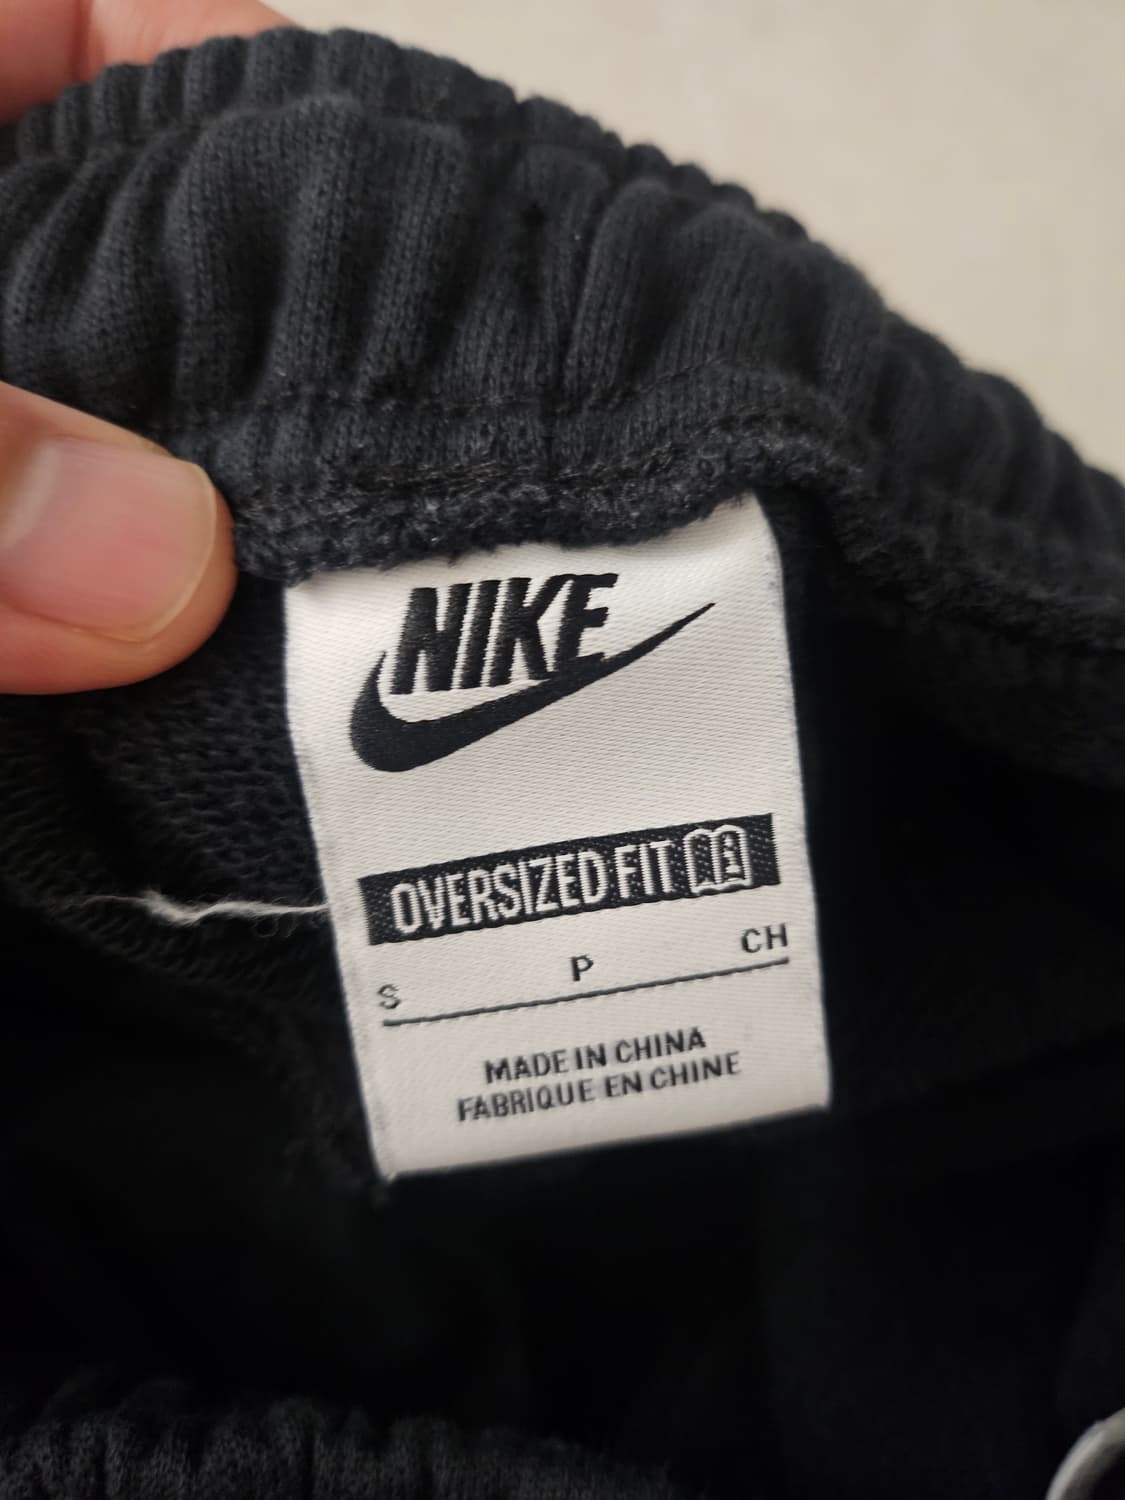 NIKE
OVERSIZED FIT
S P CH
MADE IN CHINA
FABRIQUE EN CHINE